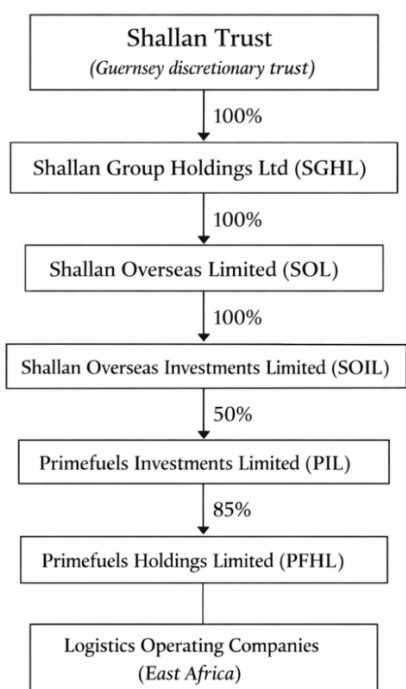 Shallan Trust
(Guernsey discretionary trust)
100%
Shallan Group Holdings Ltd (SGHL)
100%
Shallan Overseas Limited (SOL)
100%
Shallan Overseas Investments Limited (SOIL)
50%
Primefuels Investments Limited (PIL)
85%
Primefuels Holdings Limited (PFHL)
Logistics Operating Companies
(East Africa)